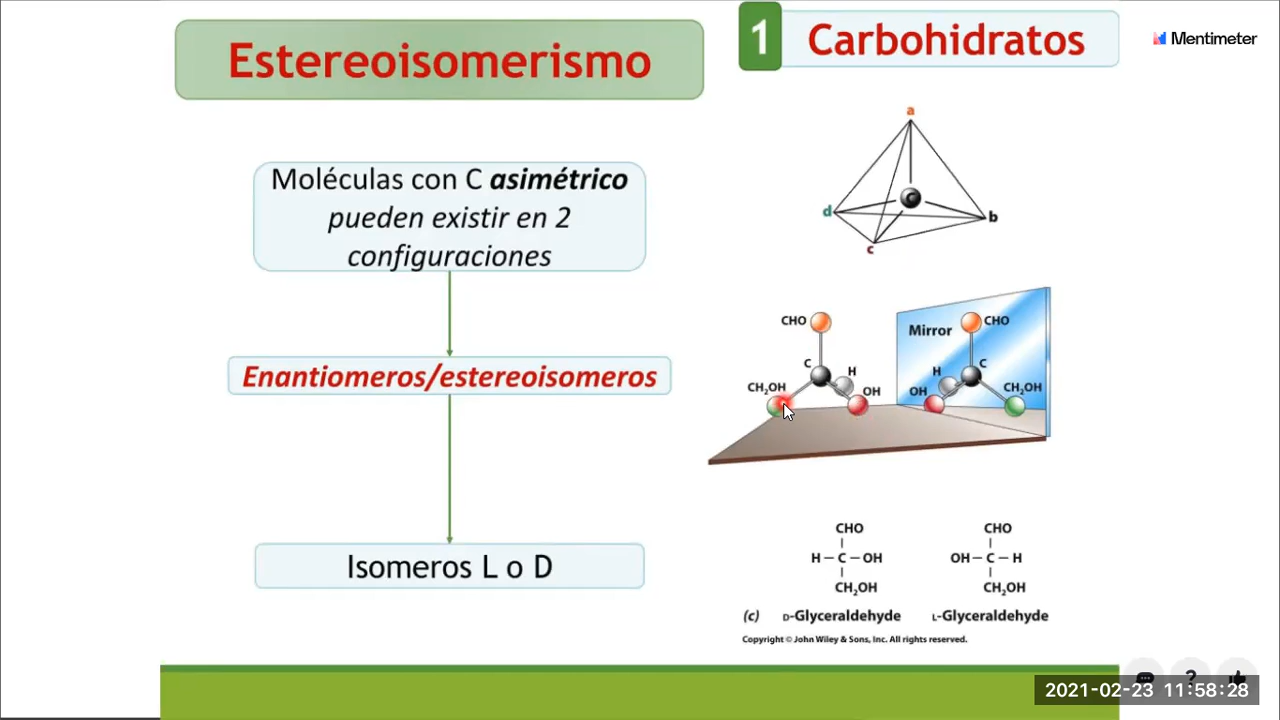 Estereoisomerismo
1 Carbohidratos
Mentimeter
Moléculas con C asimétrico
pueden existir en 2
configuraciones
Enantiomeros/estereoisomeros
Isomeros L o D
a
C
d
b
c
CHO
C
H
CH₂OH
OH
Mirror
CHO
H
C
OH
CH₂OH
CHO
H – C – OH
CH₂OH
CHO
OH – C – H
CH₂OH
(c) D-Glyceraldehyde L-Glyceraldehyde
Copyright © John Wiley & Sons, Inc. All rights reserved.
?
2021-02-23 11:58:28